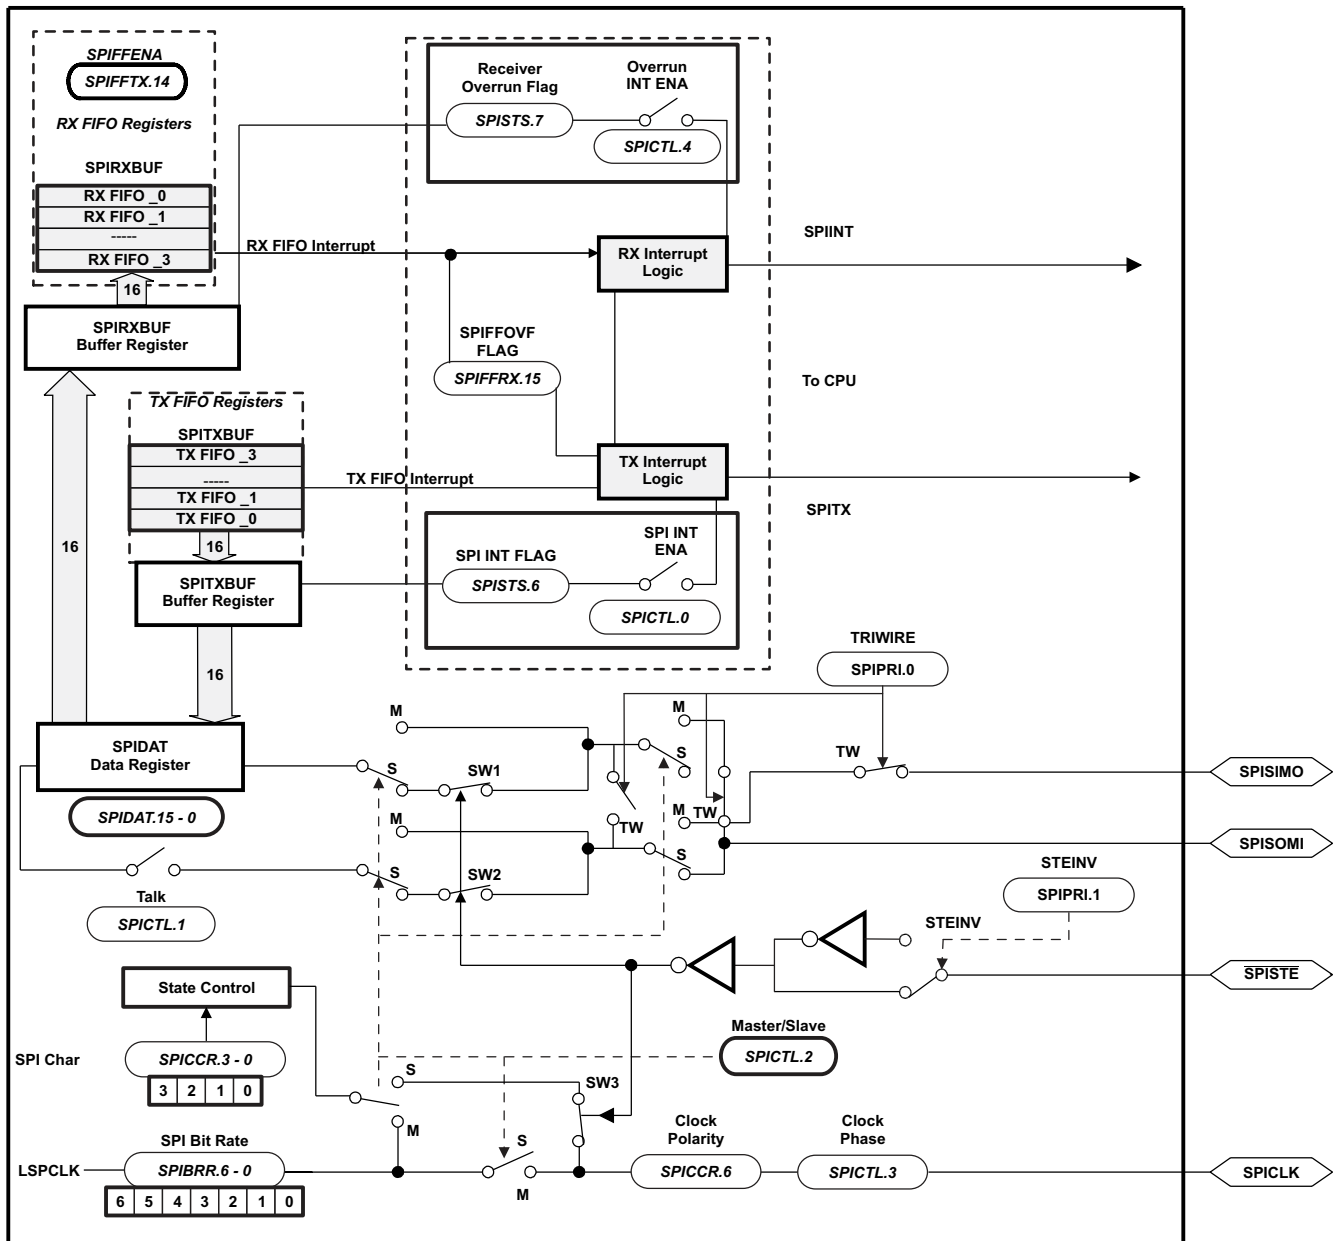 SPIFFENA
SPIFFTX.14
RX FIFO Registers
SPIRXBUF
RX FIFO _0
RX FIFO _1
-----
RX FIFO _3
16
SPIRXBUF
Buffer Register
Receiver
Overrun Flag
SPISTS.7
Overrun
INT ENA
SPICTL.4
RX FIFO Interrupt
RX Interrupt
Logic
SPIINT
SPIFFOVF
FLAG
SPIFFRX.15
To CPU
TX FIFO Registers
SPITXBUF
TX FIFO _3
-----
TX FIFO _1
TX FIFO _0
16
16
TX FIFO Interrupt
TX Interrupt
Logic
SPITX
SPITXBUF
Buffer Register
SPI INT FLAG
SPISTS.6
SPI INT
ENA
SPICTL.0
16
TRIWIRE
SPIPRI.0
SPIDAT
Data Register
SPIDAT.15 - 0
M
S
SW1
M
S
TW
SPISIMO
M
S
SW2
TW
M
TW
S
SPISOMI
Talk
SPICTL.1
STEINV
SPIPRI.1
STEINV
SPISTE
State Control
Master/Slave
SPICTL.2
SPI Char
SPICCR.3 - 0
3 2 1 0
S
M
SW3
LSPCLK
SPI Bit Rate
SPIBRR.6 - 0
6 5 4 3 2 1 0
S
M
Clock
Polarity
SPICCR.6
Clock
Phase
SPICTL.3
SPICLK